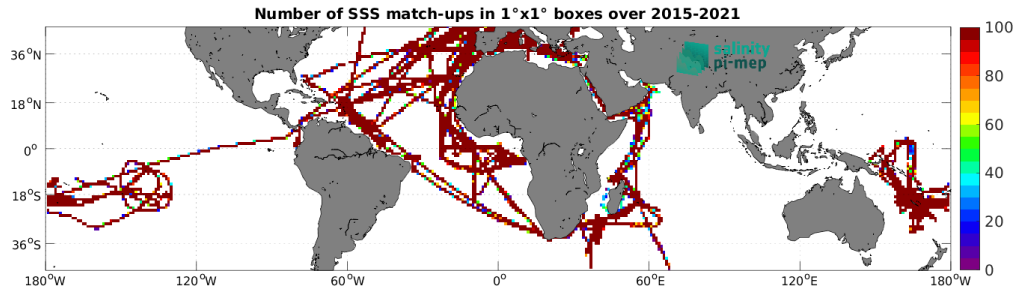 Number of SSS match-ups in 1°x1° boxes over 2015-2021
36°N
18°N
0°
18°S
36°S
180°W
120°W
60°W
0°
60°E
120°E
180°E
salinity
pi-mep
100
80
60
40
20
0